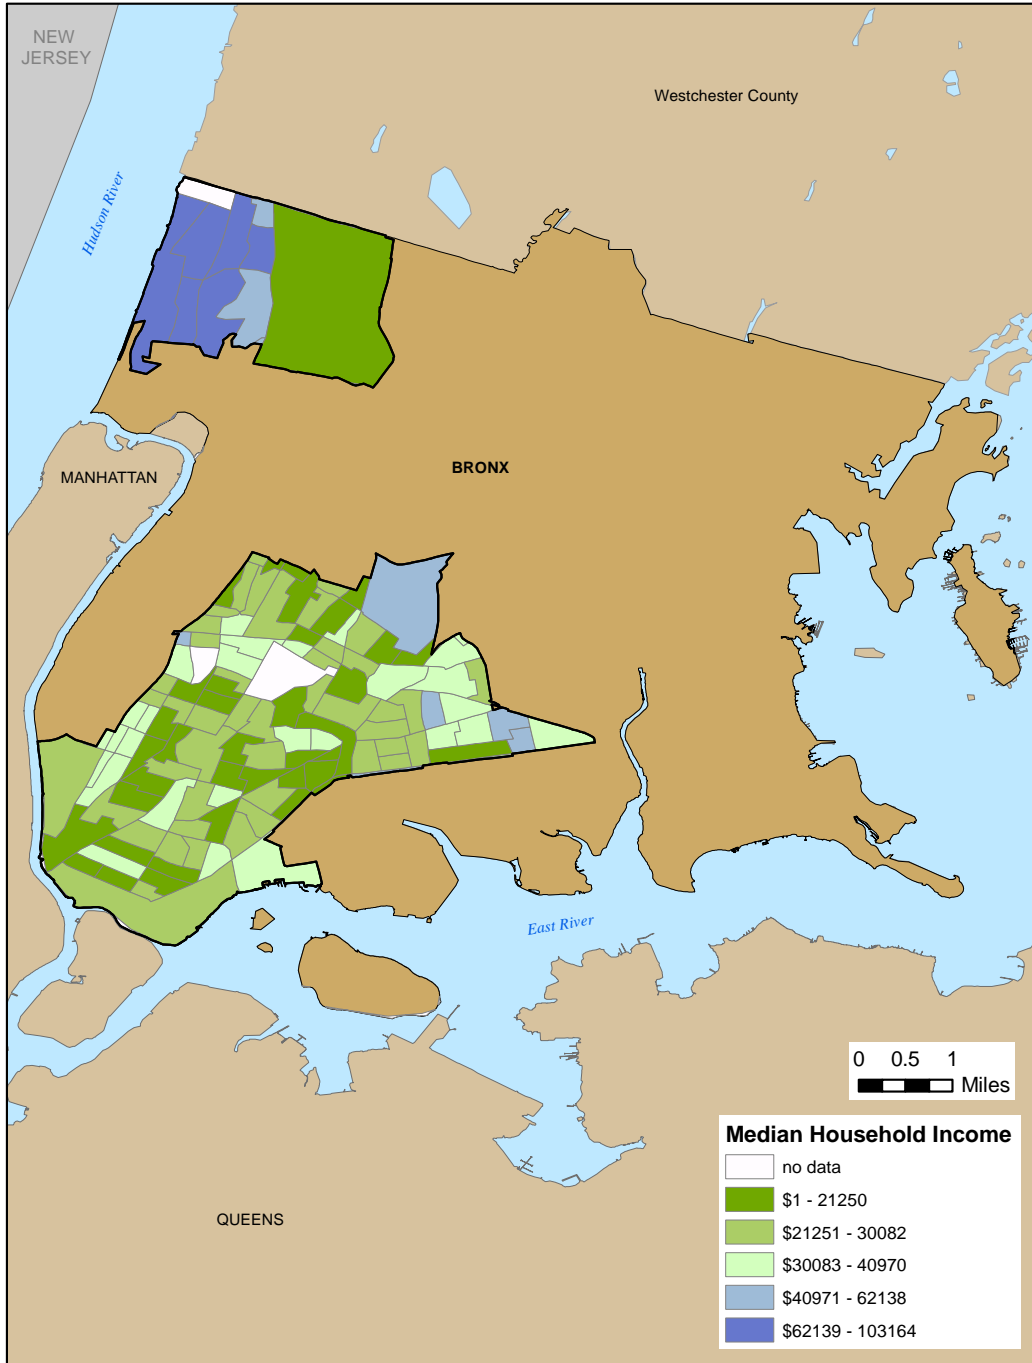 NEW
JERSEY
Westchester County
Hudson River
BRONX
MANHATTAN
East River
0 0.5 1
Miles
Median Household Income
no data
$1 - 21250
$21251 - 30082
$30083 - 40970
$40971 - 62138
$62139 - 103164
QUEENS